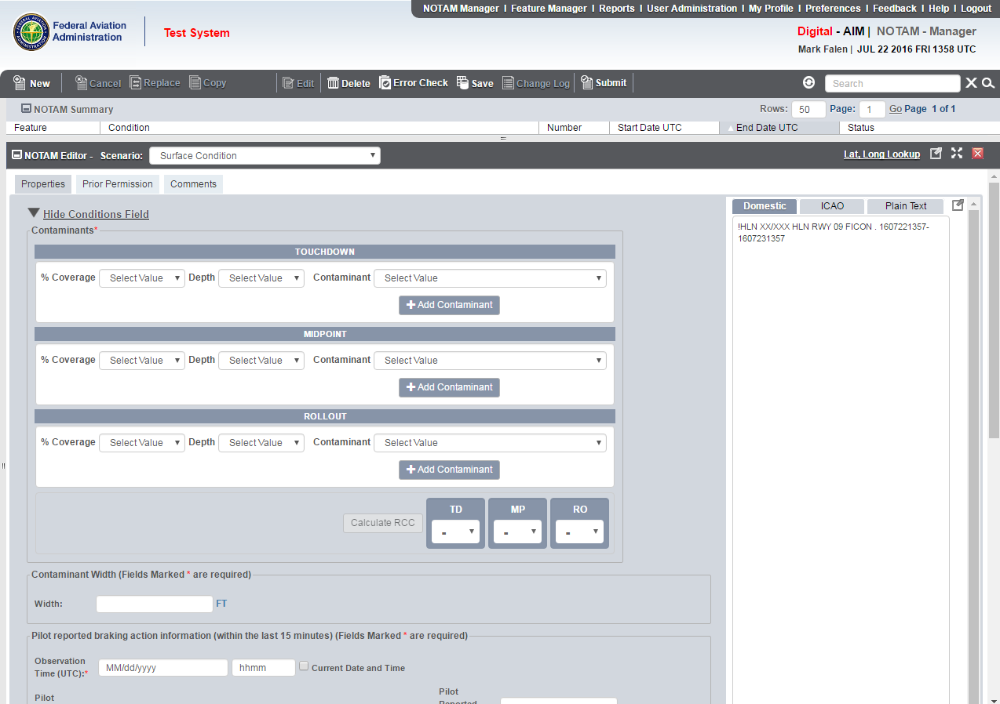 NOTAM Manager | Feature Manager | Reports | User Administration | My Profile | Preferences | Feedback | Help | Logout
Federal Aviation
Administration
Test System
Digital - AIM | NOTAM - Manager
Mark Falen | JUL 22 2016 FRI 1358 UTC
New Cancel Replace Copy Edit Delete Error Check Save Change Log Submit Search
NOTAM Summary Rows: 50 Page: 1 Go Page 1 of 1
Feature Condition Number Start Date UTC End Date UTC Status
NOTAM Editor - Scenario: Surface Condition Lat, Long Lookup
Properties Prior Permission Comments
Domestic ICAO Plain Text
!HLN XX/XXX HLN RWY 09 FICON . 1607221357-
1607231357
Hide Conditions Field
Contaminants*
TOUCHDOWN
% Coverage Select Value Depth Select Value Contaminant Select Value
Add Contaminant
MIDPOINT
% Coverage Select Value Depth Select Value Contaminant Select Value
Add Contaminant
ROLLOUT
% Coverage Select Value Depth Select Value Contaminant Select Value
Add Contaminant
TD MP RO
Calculate RCC - - -
Contaminant Width (Fields Marked * are required)
Width: FT
Pilot reported braking action information (within the last 15 minutes) (Fields Marked * are required)
Observation
Time (UTC):* MM/dd/yyyy hhmm Current Date and Time
Pilot Pilot
Reported